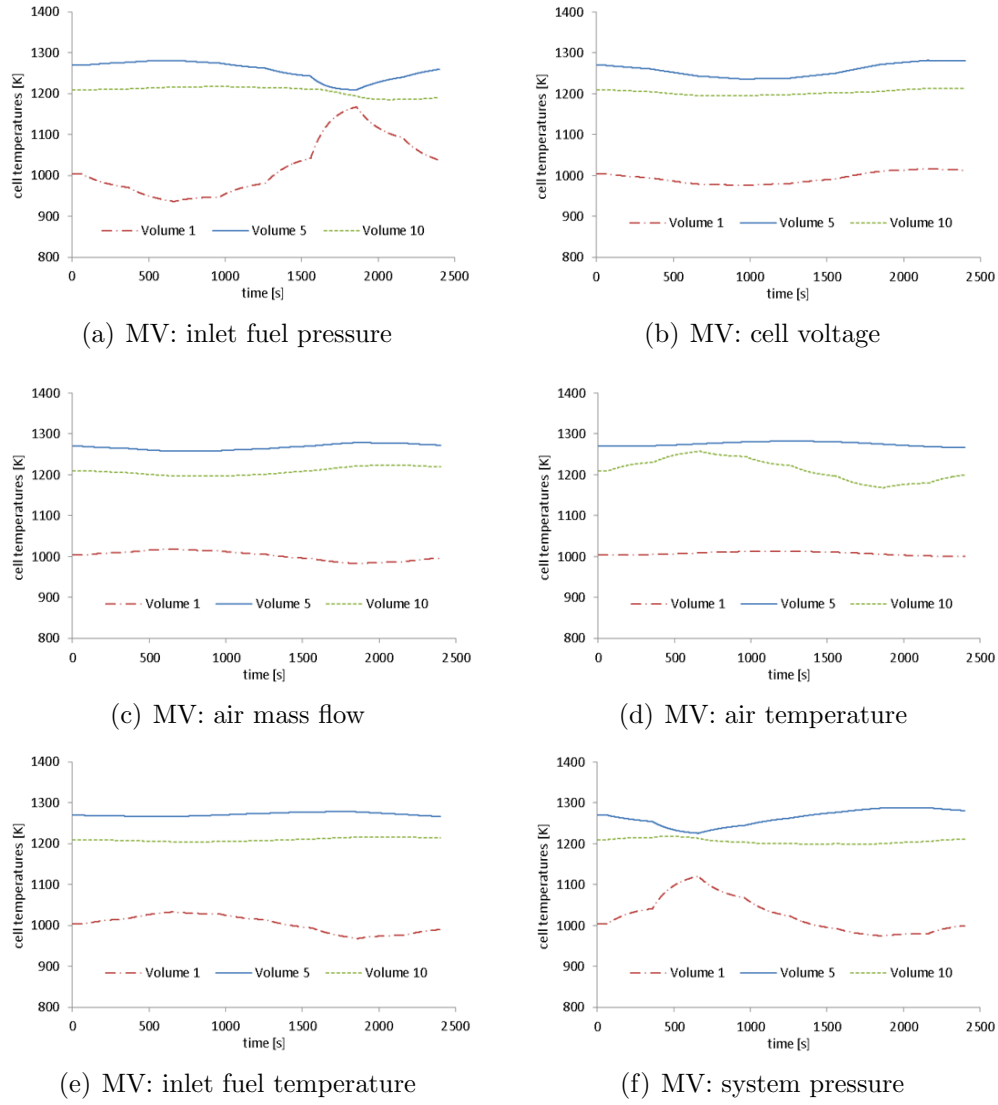 1400
1300
1200
1100
1000
900
800
cell temperatures [K]
Volume 1 Volume 5 Volume 10
0 500 1000 1500 2000 2500
time [s]
(a) MV: inlet fuel pressure
1400
1300
1200
1100
1000
900
800
cell temperatures [K]
Volume 1 Volume 5 Volume 10
0 500 1000 1500 2000 2500
time [s]
(b) MV: cell voltage
1400
1300
1200
1100
1000
900
800
cell temperatures [K]
Volume 1 Volume 5 Volume 10
0 500 1000 1500 2000 2500
time [s]
(c) MV: air mass flow
1400
1300
1200
1100
1000
900
800
cell temperatures [K]
Volume 1 Volume 5 Volume 10
0 500 1000 1500 2000 2500
time [s]
(d) MV: air temperature
1400
1300
1200
1100
1000
900
800
cell temperatures [K]
Volume 1 Volume 5 Volume 10
0 500 1000 1500 2000 2500
time [s]
(e) MV: inlet fuel temperature
1400
1300
1200
1100
1000
900
800
cell temperatures [K]
Volume 1 Volume 5 Volume 10
0 500 1000 1500 2000 2500
time [s]
(f) MV: system pressure